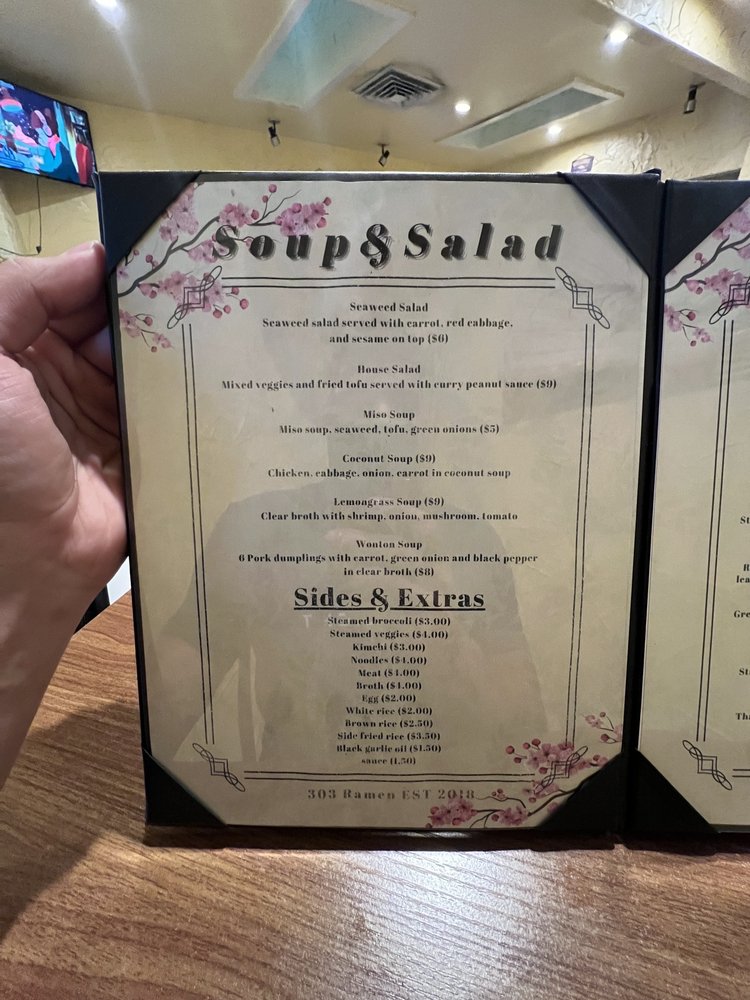 Soup&Salad
Seaweed Salad
Seaweed salad served with carrot, red cabbage,
and sesame on top ($6)
House Salad
Mixed veggies and fried tofu served with curry peanut sauce ($9)
Miso Soup
Miso soup, seaweed, tofu, green onions ($5)
Coconut Soup ($9)
Chicken, cabbage, onion, carrot in coconut soup
Lemongrass Soup ($9)
Clear broth with shrimp, onion, mushroom, tomato
Wonton Soup
6 Pork dumplings with carrot, green onion and black pepper
in clear broth ($8)
Sides & Extras
Steamed broccoli ($3.00)
Steamed veggies ($4.00)
Kimchi ($3.00)
Noodles ($4.00)
Meat ($4.00)
Broth ($4.00)
Egg ($2.00)
White rice ($2.00)
Brown rice ($2.50)
Side fried rice ($3.50)
Black garlic oil ($1.50)
sauce (1.50)
303 Ramen EST 2018